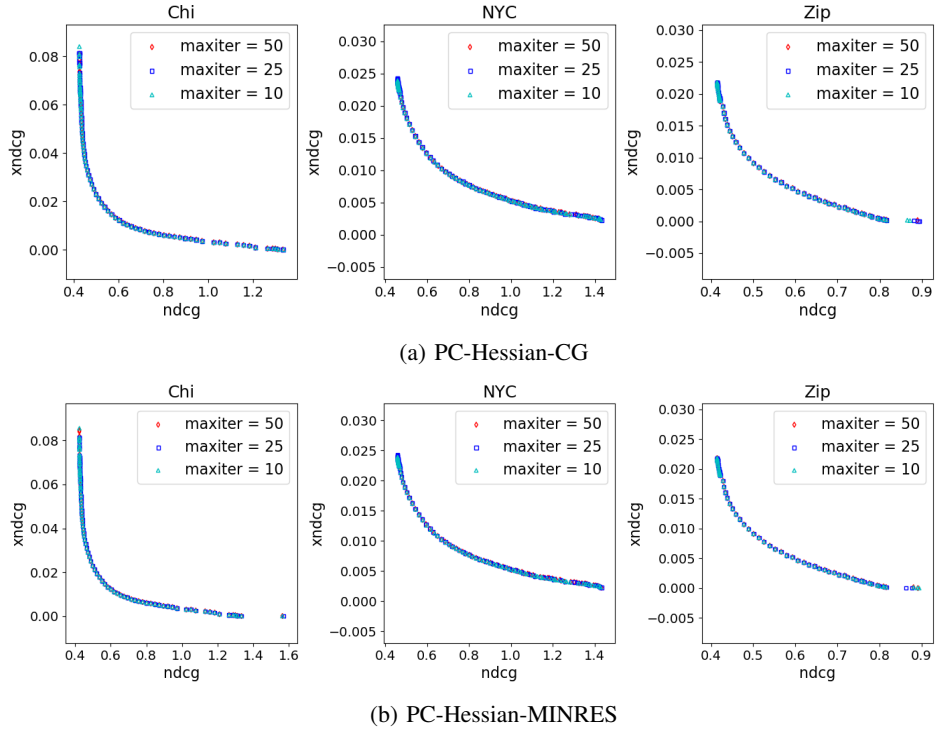 Chi
NYC
Zip
maxiter = 50
maxiter = 25
maxiter = 10
maxiter = 50
maxiter = 25
maxiter = 10
maxiter = 50
maxiter = 25
maxiter = 10
xndcg
0.08
0.06
0.04
0.02
0.00
xndcg
0.030
0.025
0.020
0.015
0.010
0.005
0.000
−0.005
xndcg
0.030
0.025
0.020
0.015
0.010
0.005
0.000
−0.005
0.4 0.6 0.8 1.0 1.2
0.4 0.6 0.8 1.0 1.2 1.4
0.4 0.5 0.6 0.7 0.8 0.9
ndcg
ndcg
ndcg
(a) PC-Hessian-CG
Chi
NYC
Zip
maxiter = 50
maxiter = 25
maxiter = 10
maxiter = 50
maxiter = 25
maxiter = 10
maxiter = 50
maxiter = 25
maxiter = 10
xndcg
0.08
0.06
0.04
0.02
0.00
xndcg
0.030
0.025
0.020
0.015
0.010
0.005
0.000
−0.005
xndcg
0.030
0.025
0.020
0.015
0.010
0.005
0.000
−0.005
0.4 0.6 0.8 1.0 1.2 1.4 1.6
0.4 0.6 0.8 1.0 1.2 1.4
0.4 0.5 0.6 0.7 0.8 0.9
ndcg
ndcg
ndcg
(b) PC-Hessian-MINRES